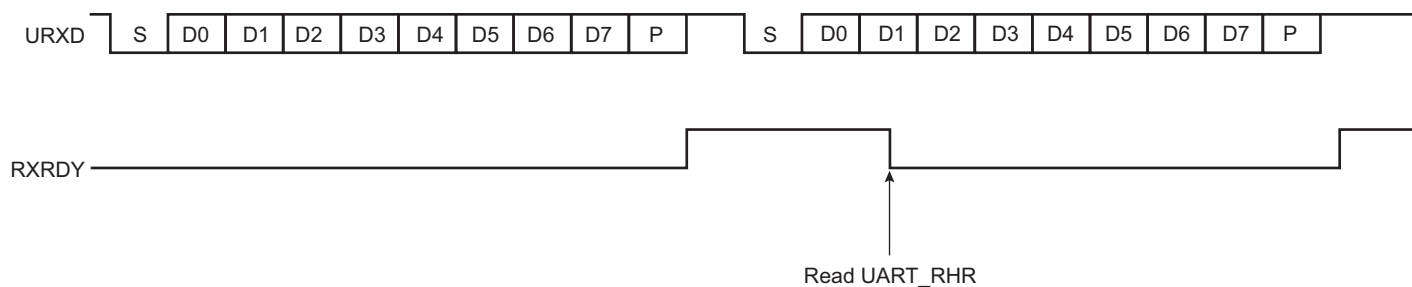 URXD S D0 D1 D2 D3 D4 D5 D6 D7 P S D0 D1 D2 D3 D4 D5 D6 D7 P
RXRDY
Read UART_RHR